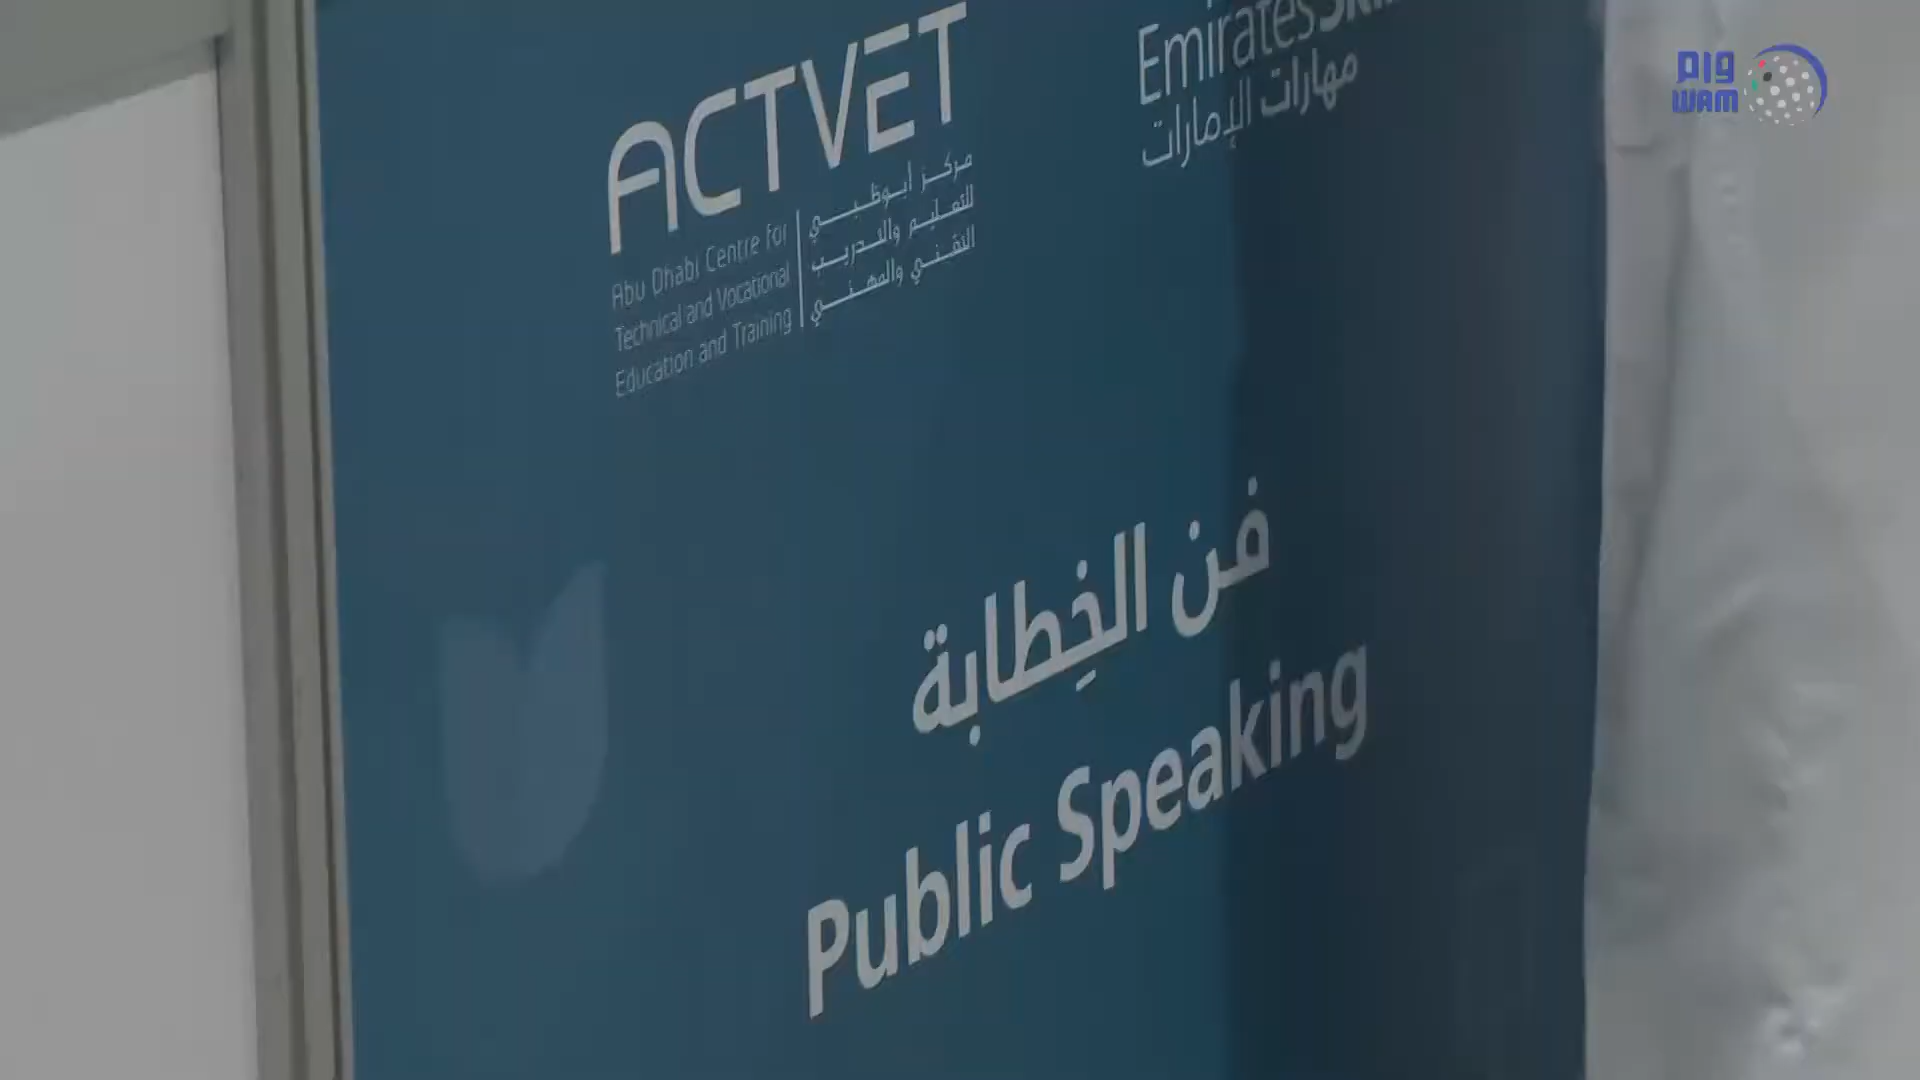 ACTVET
Abu Dhabi Centre for
Technical and Vocational
Education and Training
مركز أبوظبي
للتعليم والتدريب
التقني والمهني
Emirates
مهارات الإمارات
وام
WAM
فن الخِطابة
Public Speaking